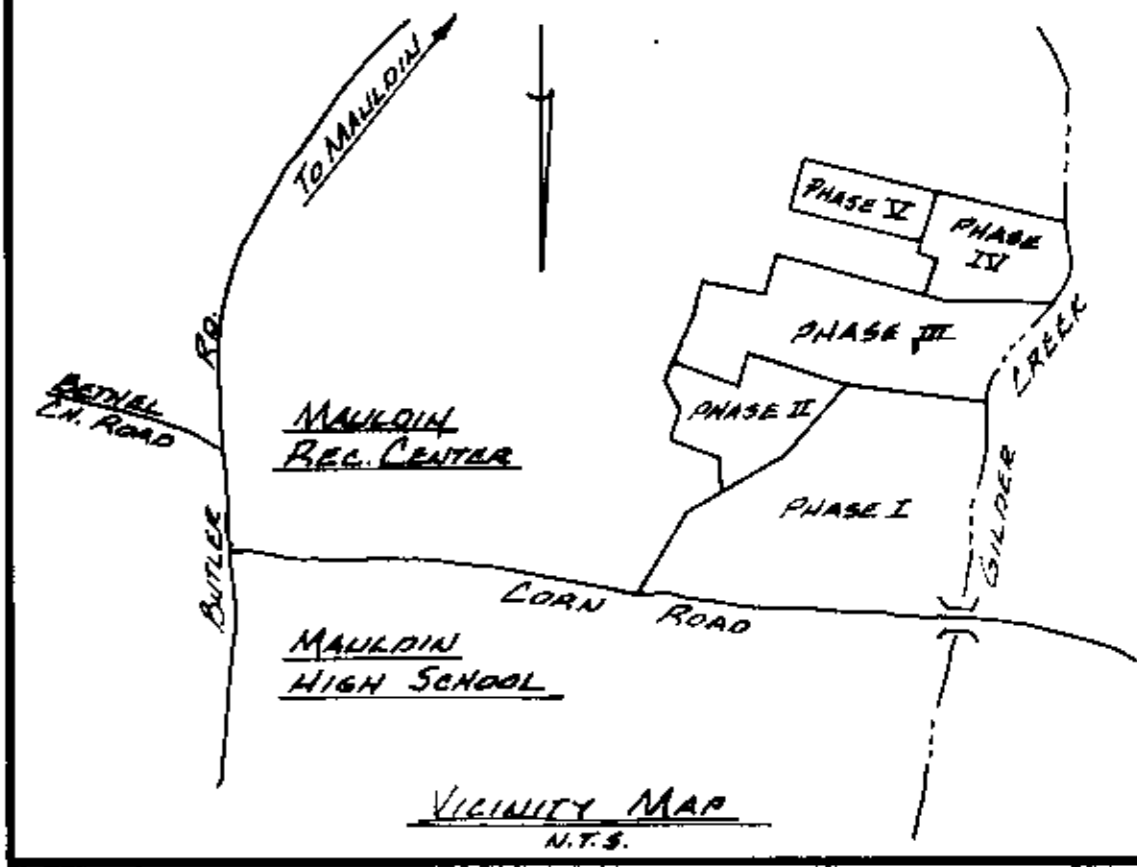 TO MAULDIN
PHASE V
PHASE
IV
RD.
PHASE III
CREEK
BETHEL
CH. ROAD
MAULDIN
REC. CENTER
PHASE II
PHASE I
GILDER
BUTLER
CORN ROAD
MAULDIN
HIGH SCHOOL
VICINITY MAP
N.T.S.